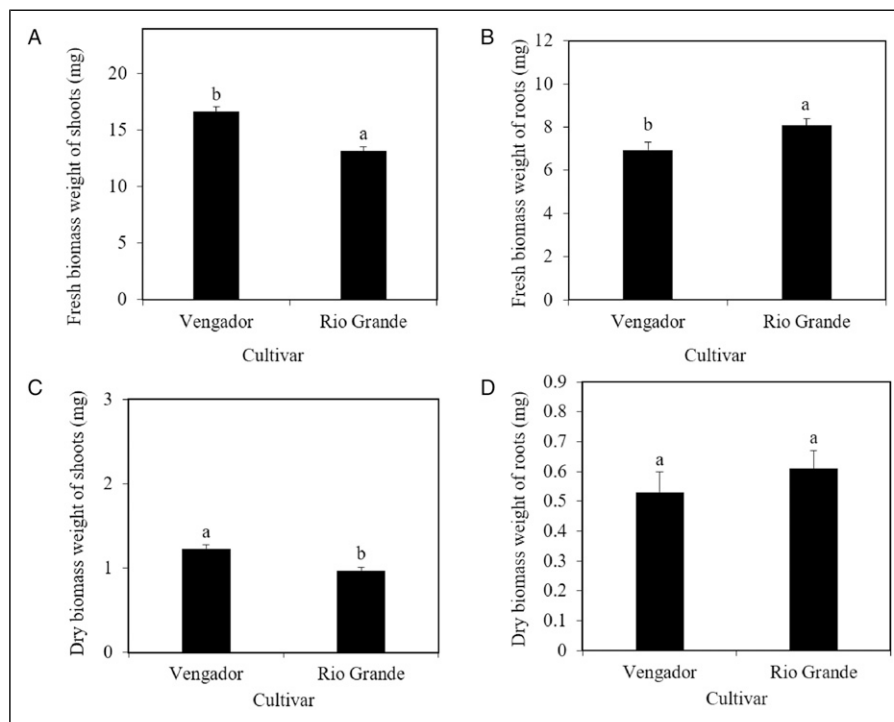 A
Fresh biomass weight of shoots (mg)
20
15
10
5
0
b
a
Vengador Rio Grande
Cultivar
B
Fresh biomass weight of roots (mg)
12
10
8
6
4
2
0
b
a
Vengador Rio Grande
Cultivar
C
Dry biomass weight of shoots (mg)
3
2
1
0
a
b
Vengador Rio Grande
Cultivar
D
Dry biomass weight of roots (mg)
0.9
0.8
0.7
0.6
0.5
0.4
0.3
0.2
0.1
0
a
a
Vengador Rio Grande
Cultivar